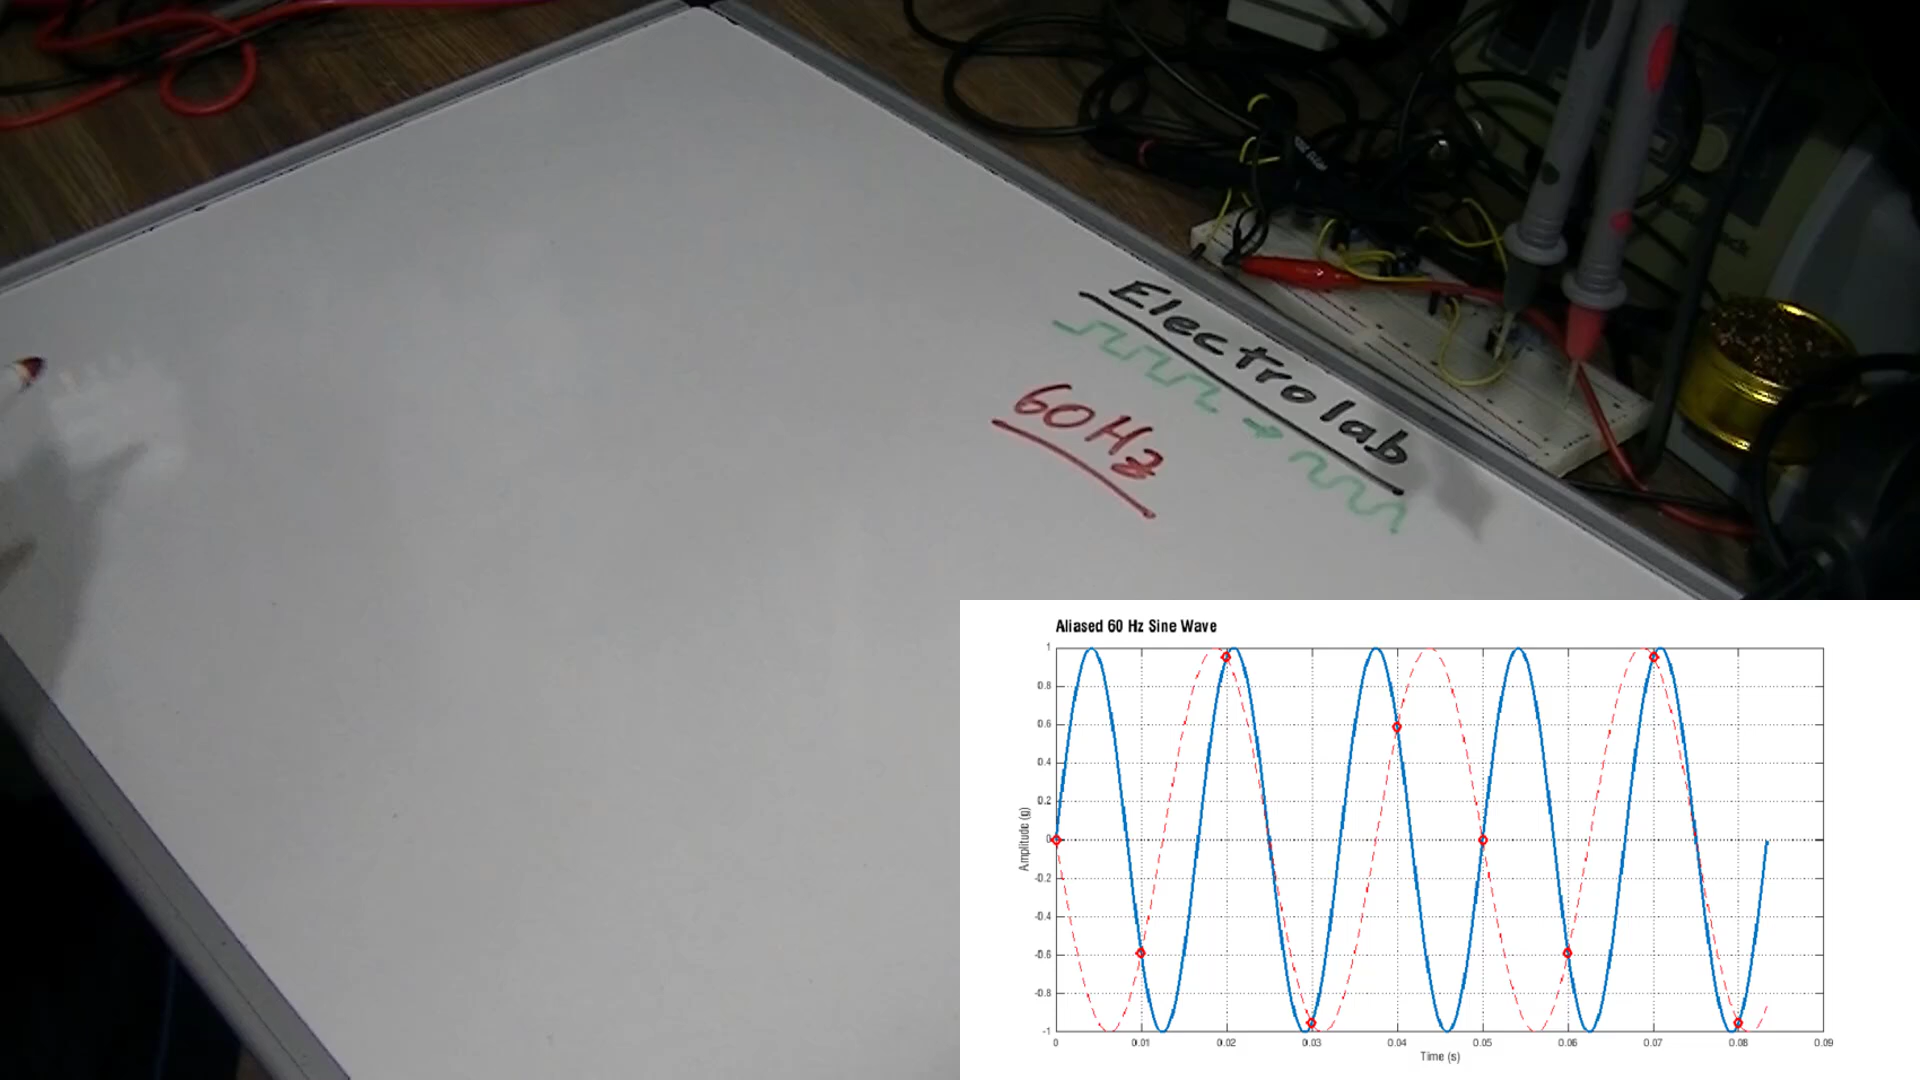 Electrolab
60Hz
Aliased 60 Hz Sine Wave
1
0.8
0.6
0.4
0.2
0
-0.2
-0.4
-0.6
-0.8
-1
Amplitude (g)
0 0.01 0.02 0.03 0.04 0.05 0.06 0.07 0.08 0.09
Time (s)